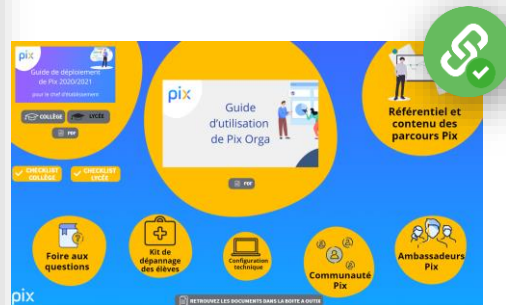 pix
Guide de déploiement
de Pix 2020/2021
pour le chef d'établissement
COLLÈGE
LYCÉE
PDF
CHECKLIST
COLLÈGE
CHECKLIST
LYCÉE
pix
Guide
d'utilisation
de Pix Orga
PDF
Référentiel et
contenu des
parcours Pix
Foire aux
questions
Kit de
dépannage
des élèves
Configuration
technique
Communauté
Pix
Ambassadeurs
Pix
pix
RETROUVEZ LES DOCUMENTS DANS LA BOITE A OUTILS